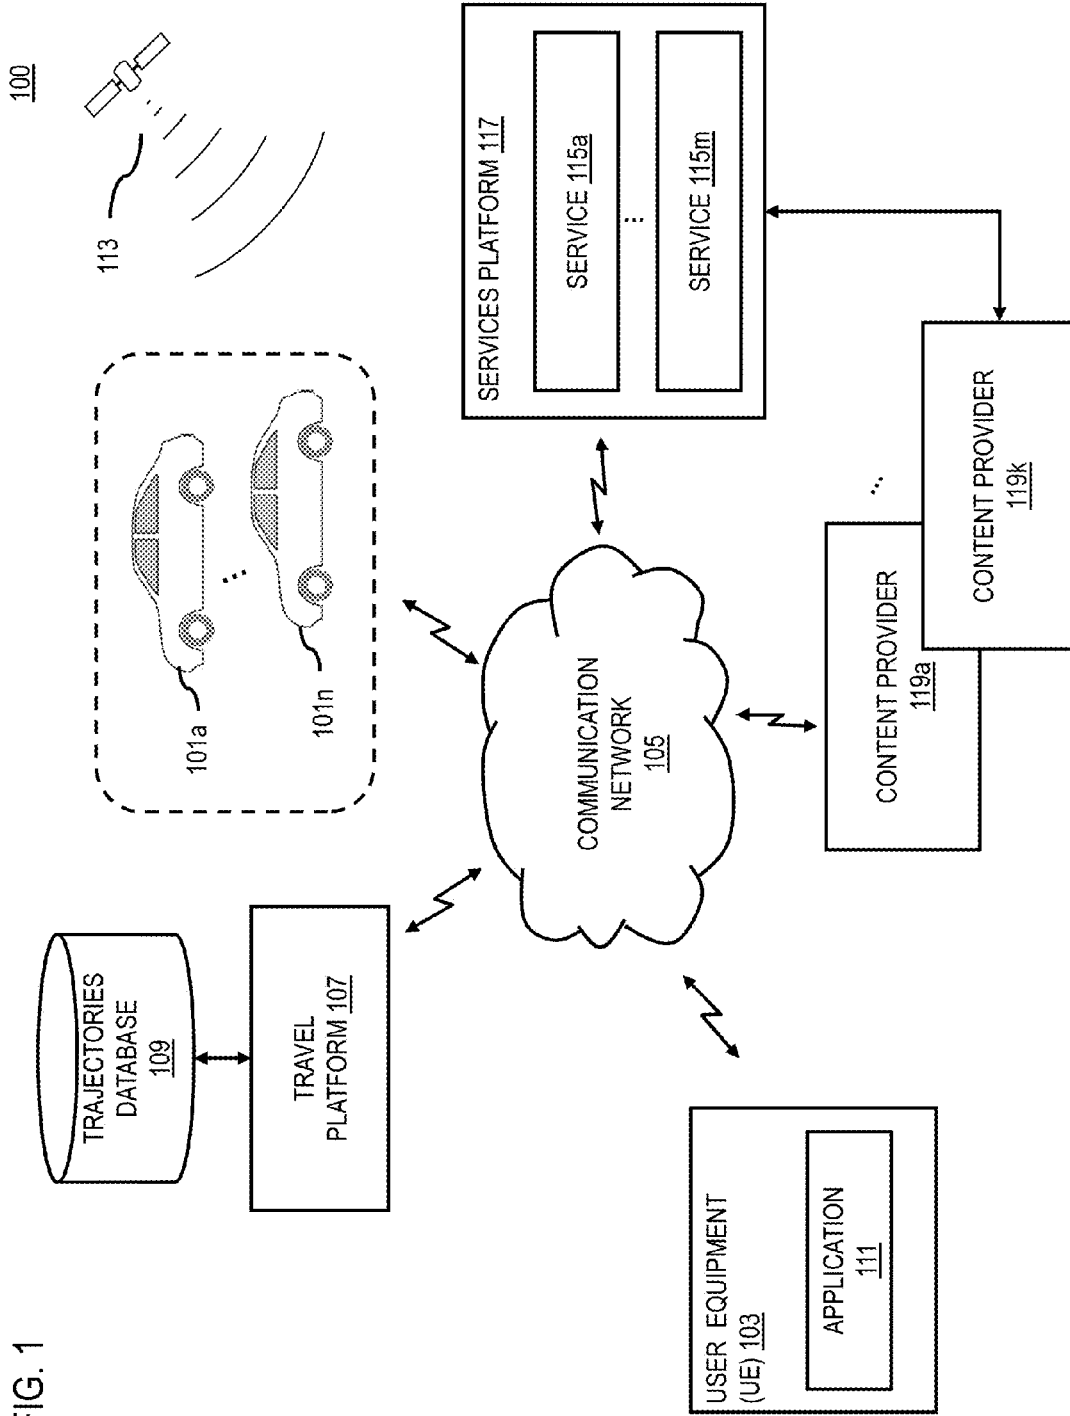 FIG. 1
100
TRAJECTORIES
DATABASE
109
113
101a
...
101n
TRAVEL
PLATFORM 107
SERVICES PLATFORM 117
SERVICE 115a
...
SERVICE 115m
COMMUNICATION
NETWORK
105
USER EQUIPMENT
(UE) 103
APPLICATION
111
CONTENT PROVIDER
119a
...
CONTENT PROVIDER
119k